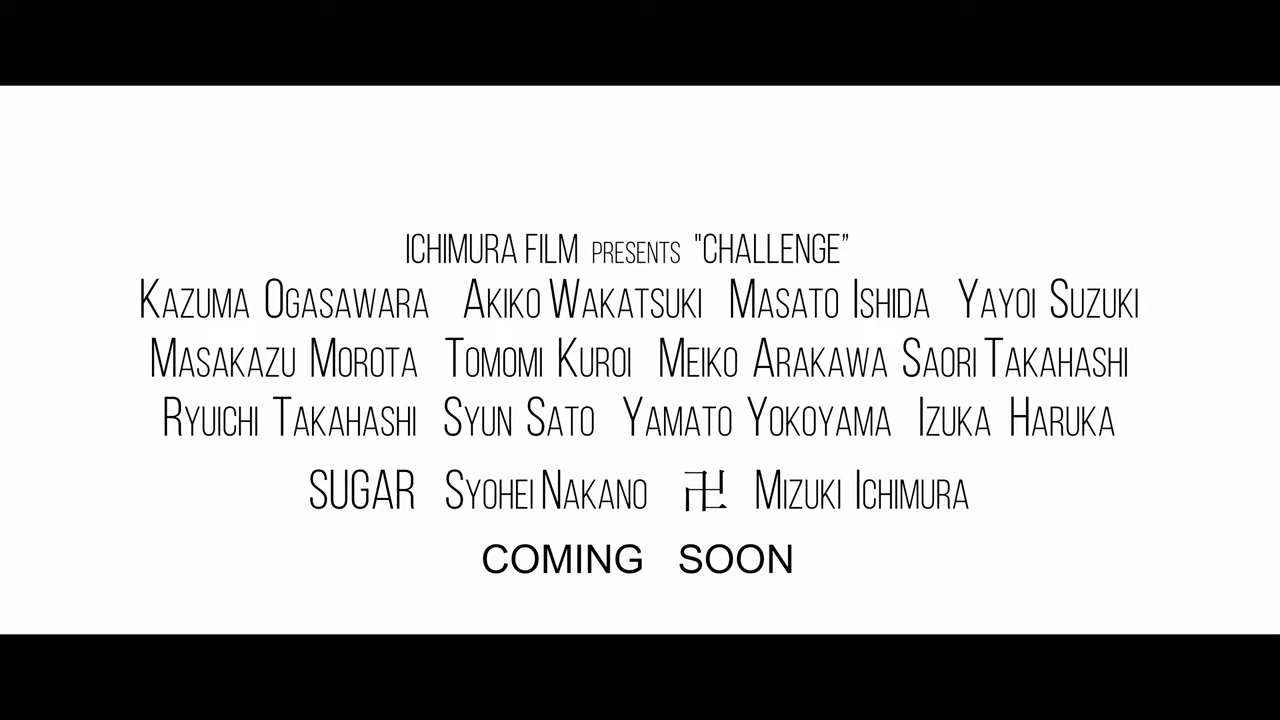 ICHIMURA FILM PRESENTS "CHALLENGE”
KAZUMA OGASAWARA AKIKO WAKATSUKI MASATO ISHIDA YAYOI SUZUKI
MASAKAZU MOROTA TOMOMI KUROI MEIKO ARAKAWA SAORI TAKAHASHI
RYUICHI TAKAHASHI SYUN SATO YAMATO YOKOYAMA IZUKA HARUKA
SUGAR SYOHEI NAKANO 卍 MIZUKI ICHIMURA
COMING SOON